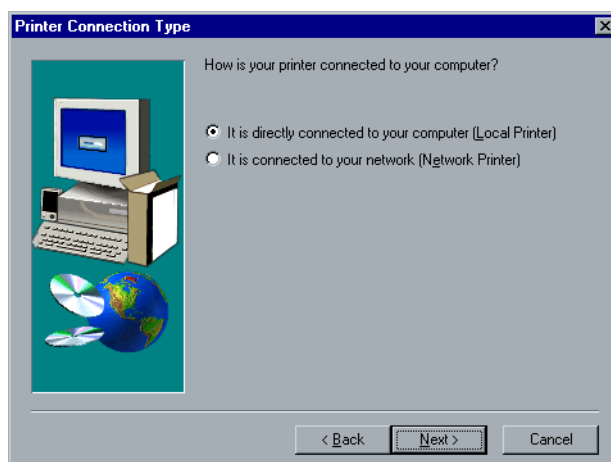 Printer Connection Type
How is your printer connected to your computer?
It is directly connected to your computer (Local Printer)
It is connected to your network (Network Printer)
< Back Next > Cancel